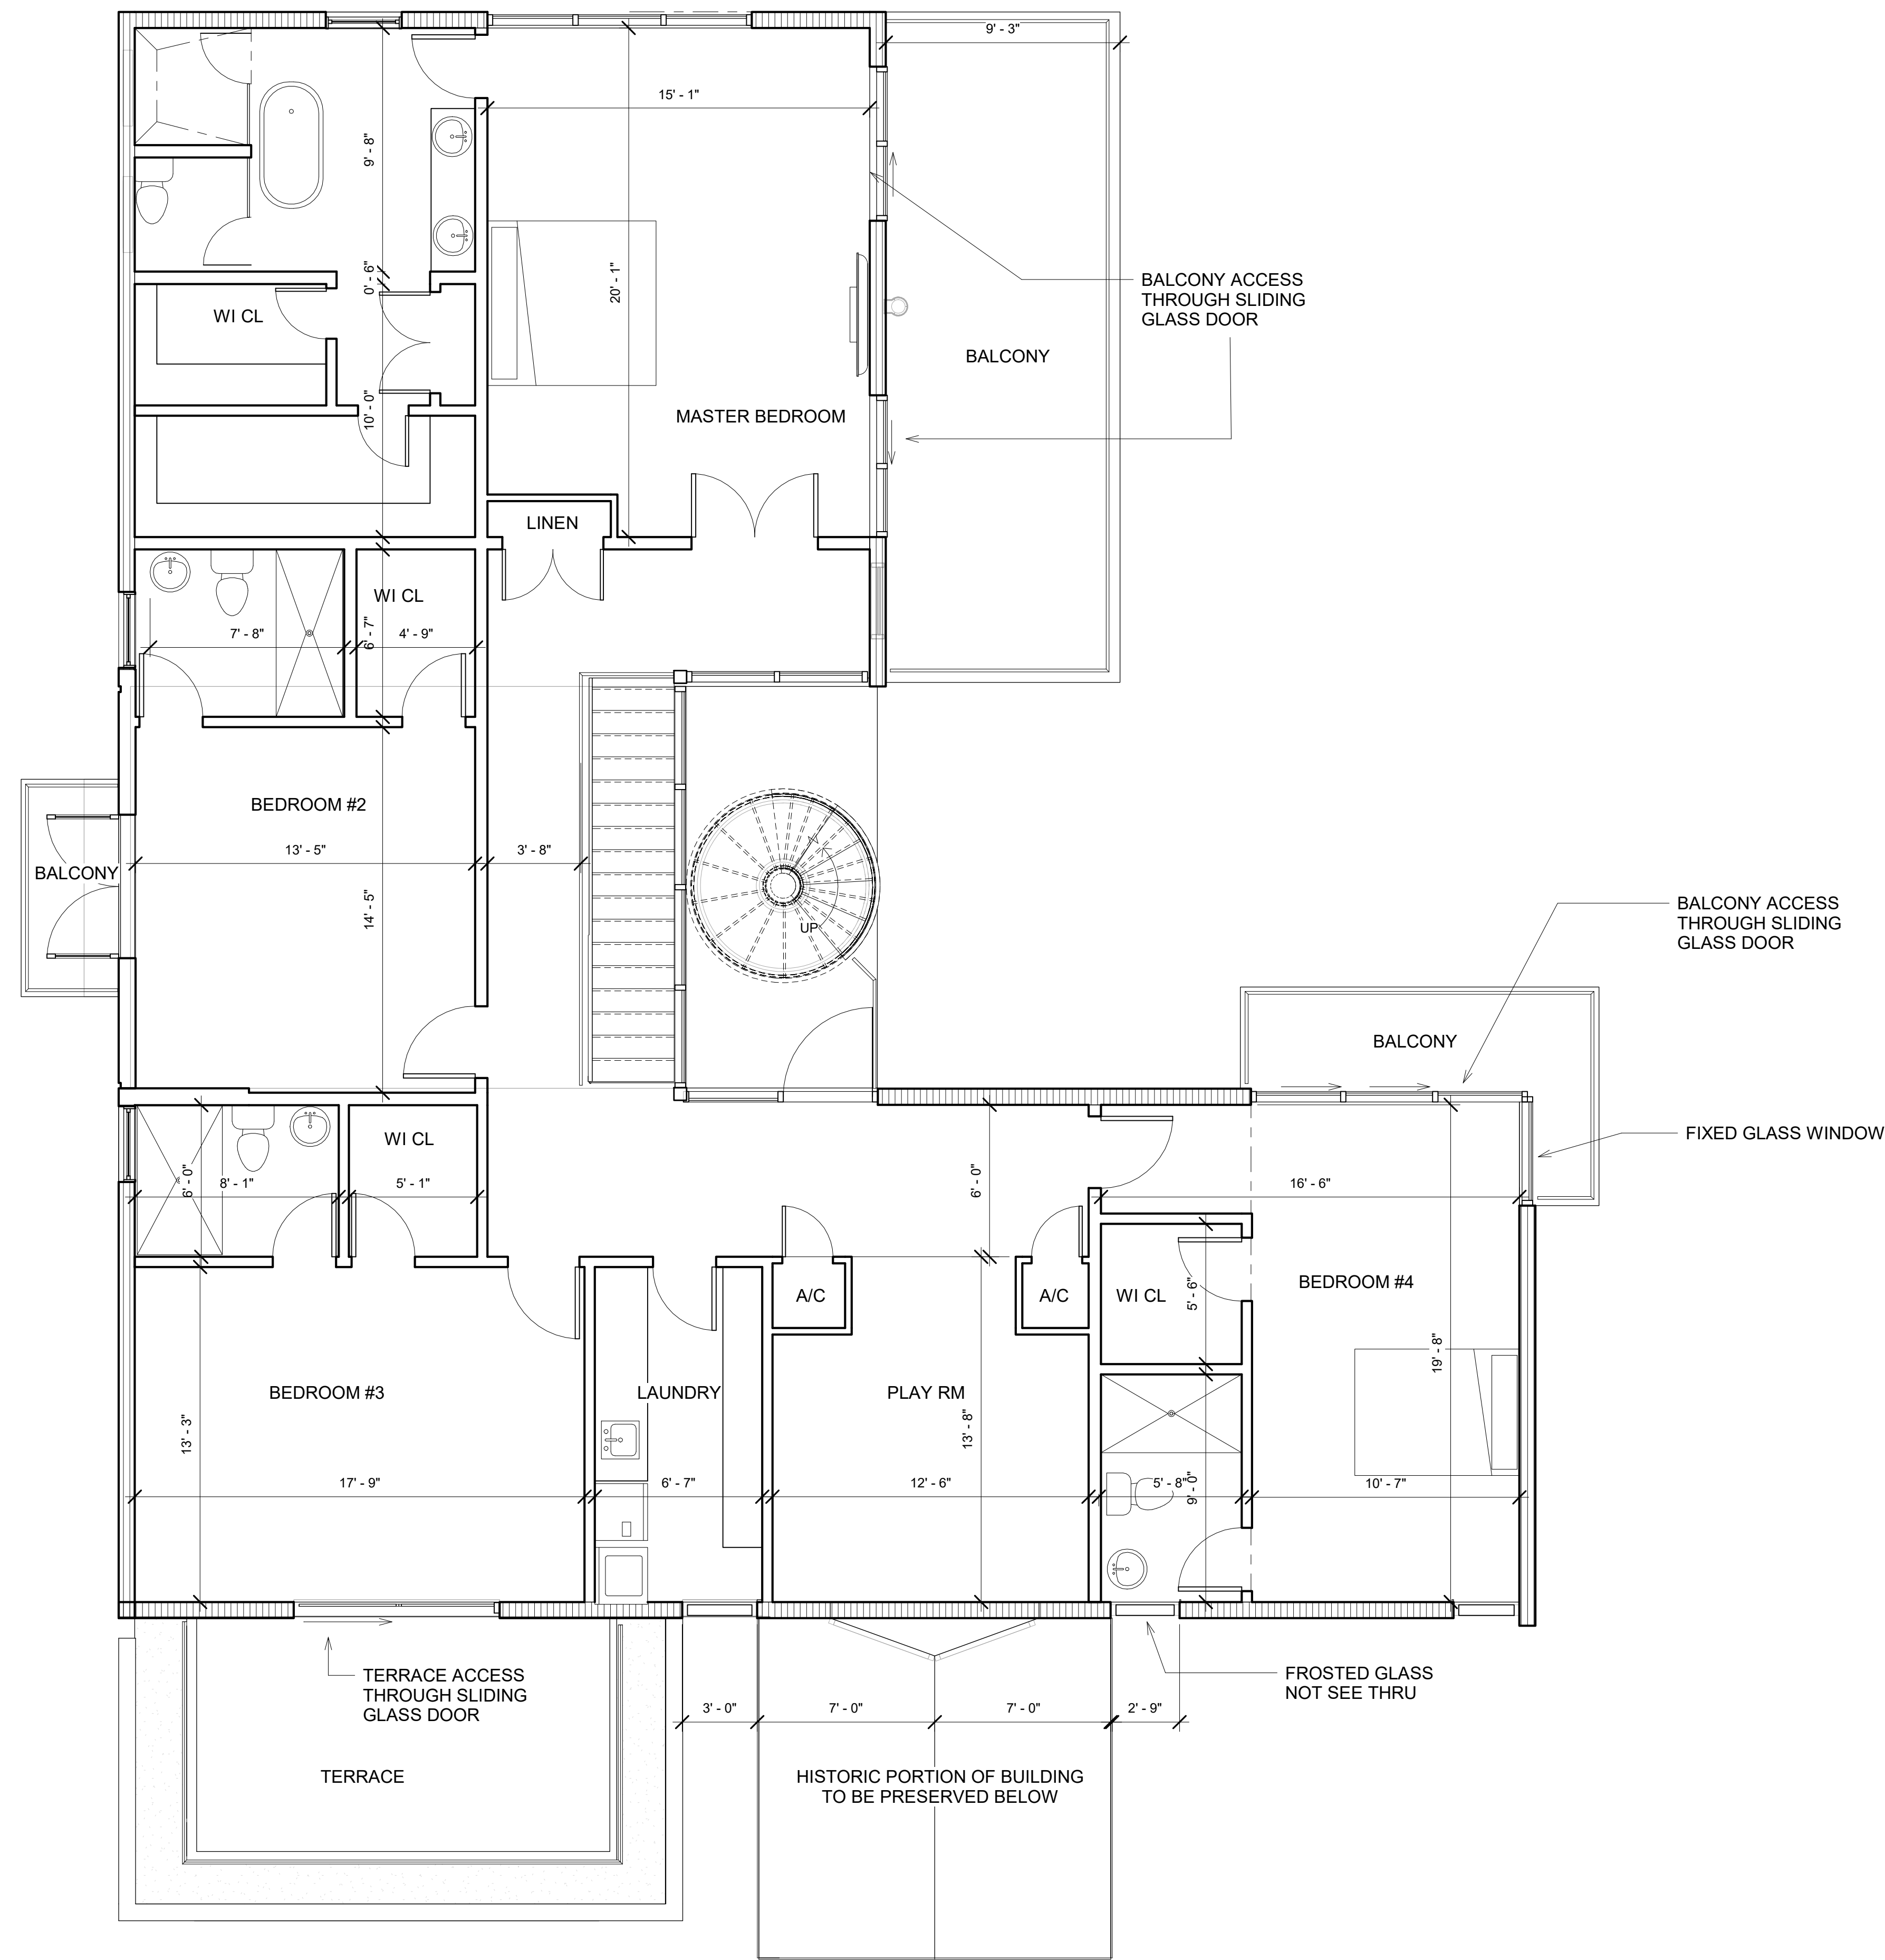 9' - 3"
15' - 1"
9' - 8"
20' - 1"
0' - 6"
WI CL
BALCONY ACCESS
THROUGH SLIDING
GLASS DOOR
BALCONY
10' - 0"
MASTER BEDROOM
LINEN
WI CL
7' - 8"
6' - 7"
4' - 9"
BEDROOM #2
13' - 5"
3' - 8"
BALCONY
14' - 5"
UP
BALCONY ACCESS
THROUGH SLIDING
GLASS DOOR
BALCONY
FIXED GLASS WINDOW
WI CL
6' - 0"
8' - 1"
5' - 1"
6' - 0"
16' - 6"
A/C
A/C
WI CL
5' - 6"
BEDROOM #4
19' - 8"
BEDROOM #3
LAUNDRY
PLAY RM
13' - 3"
13' - 8"
17' - 9"
6' - 7"
12' - 6"
5' - 8"
9' - 0"
10' - 7"
TERRACE ACCESS
THROUGH SLIDING
GLASS DOOR
FROSTED GLASS
NOT SEE THRU
3' - 0"
7' - 0"
7' - 0"
2' - 9"
TERRACE
HISTORIC PORTION OF BUILDING
TO BE PRESERVED BELOW